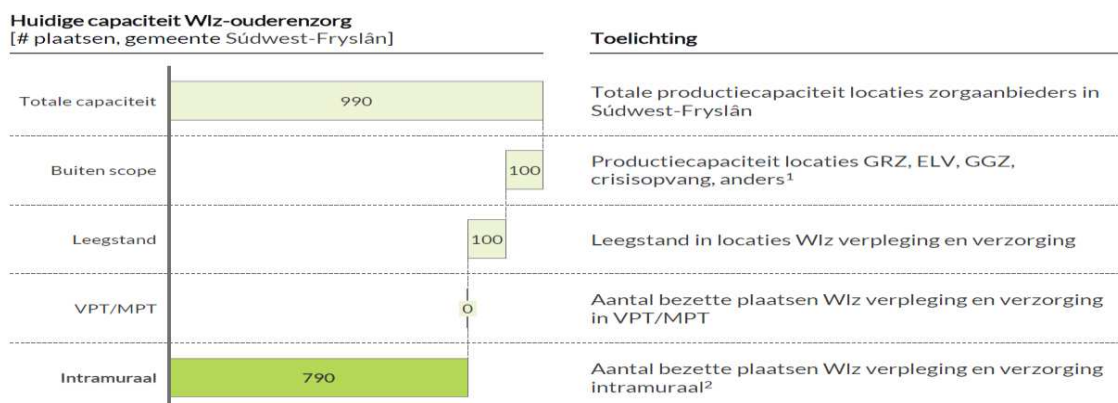 Huidige capaciteit Wlz-ouderenzorg
[# plaatsen, gemeente Súdwest-Fryslân]
Toelichting
Totale capaciteit
990
Totale productiecapaciteit locaties zorgaanbieders in
Súdwest-Fryslân
Buiten scope
100
Productiecapaciteit locaties GRZ, ELV, GGZ,
crisisopvang, anders¹
Leegstand
100
Leegstand in locaties Wlz verpleging en verzorging
VPT/MPT
0
Aantal bezette plaatsen Wlz verpleging en verzorging
in VPT/MPT
Intramuraal
790
Aantal bezette plaatsen Wlz verpleging en verzorging
intramuraal²